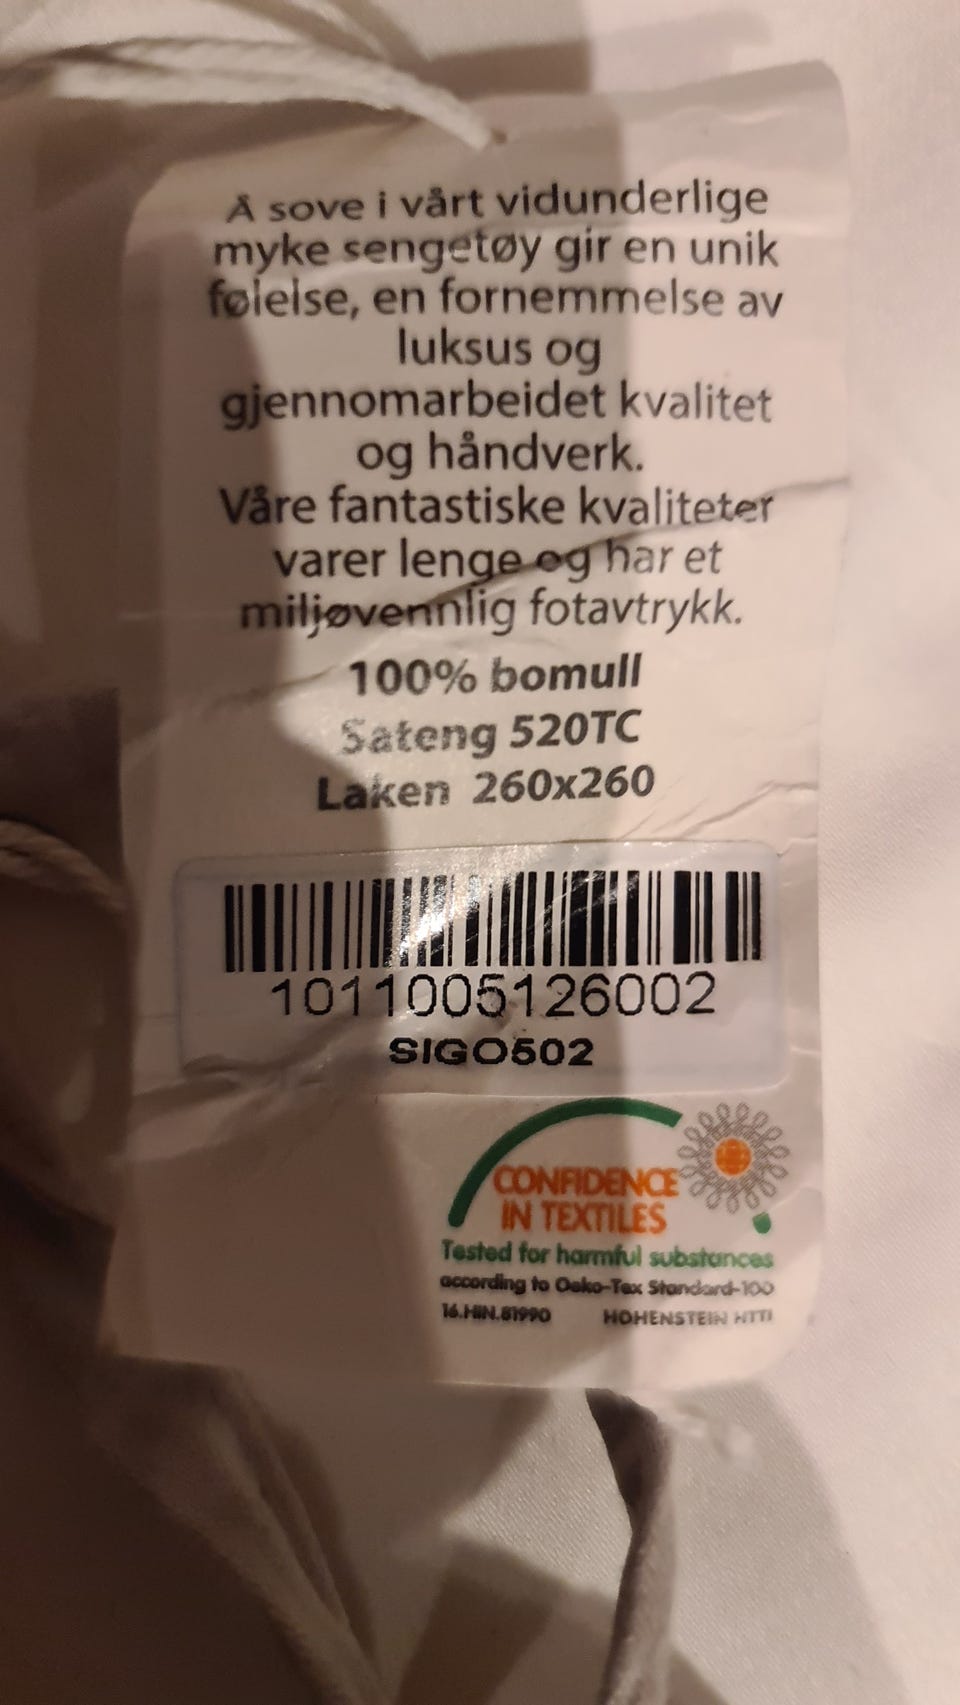 Å sove i vårt vidunderlige
myke sengetøy gir en unik
følelse, en fornemmelse av
luksus og
gjennomarbeidet kvalitet
og håndverk.
Våre fantastiske kvaliteter
varer lenge og har et
miljøvennlig fotavtrykk.
100% bomull
Sateng 520TC
Laken 260x260
1011005126002
SIGO502
CONFIDENCE
IN TEXTILES
Tested for harmful substances
according to Oeko-Tex Standard-100
16.HIN.81990 HOHENSTEIN HTTI